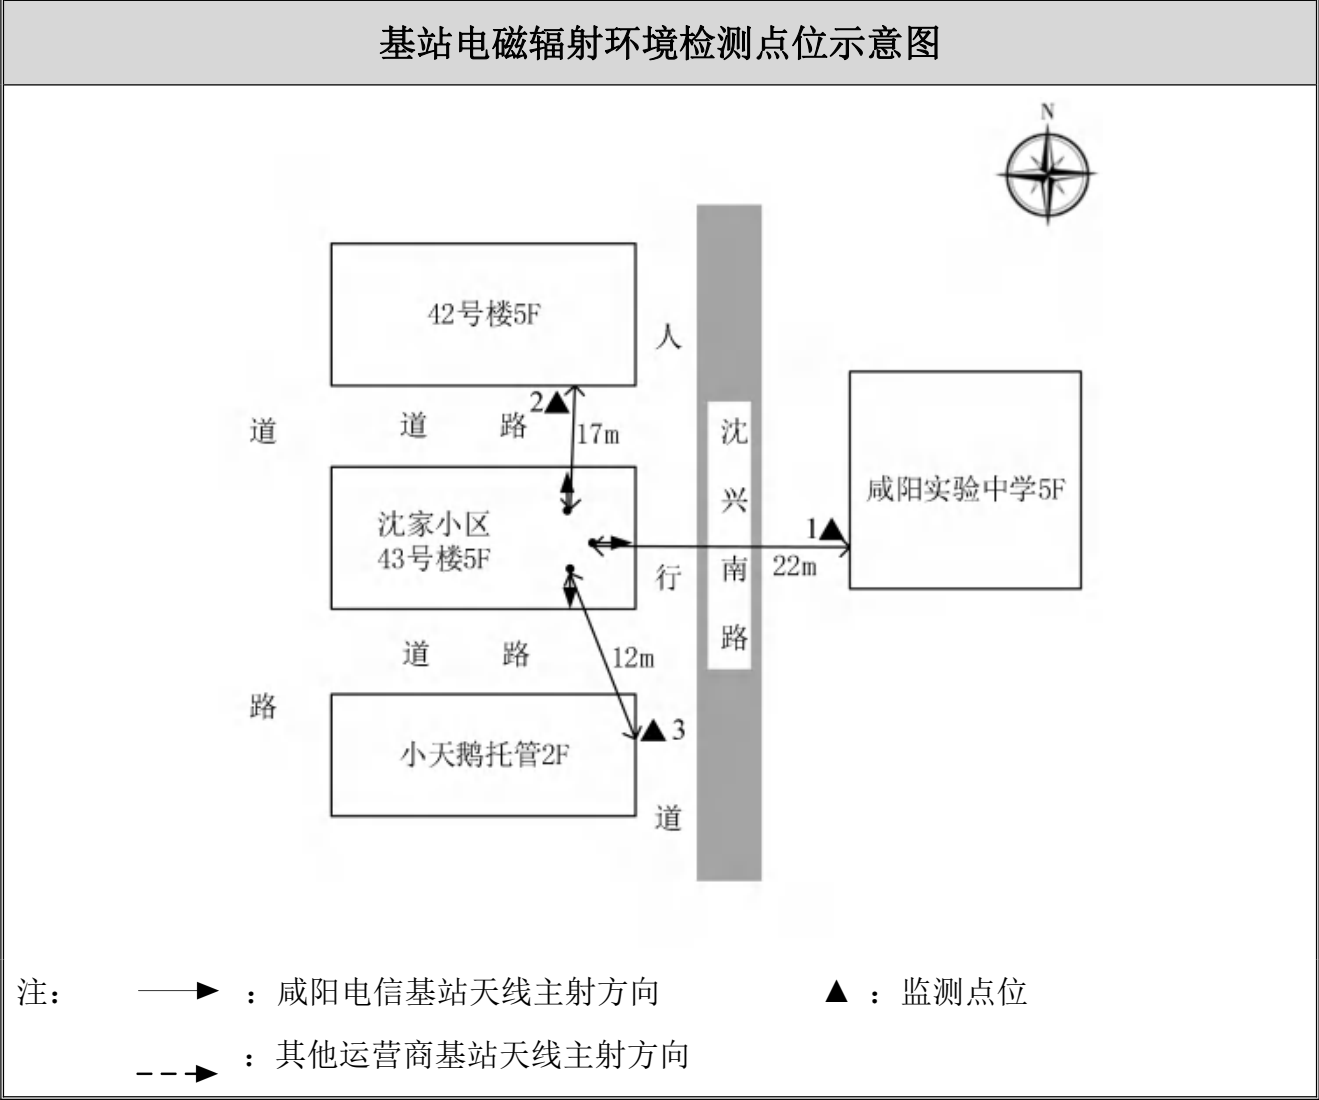 基站电磁辐射环境检测点位示意图
N
42号楼5F
人
2
道
道 路
17m
沈兴南路
咸阳实验中学5F
沈家小区
43号楼5F
1
22m
行
道 路
12m
路
3
小天鹅托管2F
道
注：
：咸阳电信基站天线主射方向
：监测点位
：其他运营商基站天线主射方向